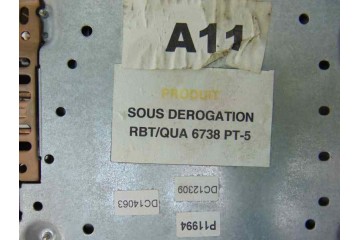 A11
PRODUIT
SOUS DEROGATION
RBT/QUA 6738 PT-5
DC12309
DC14063
P11994